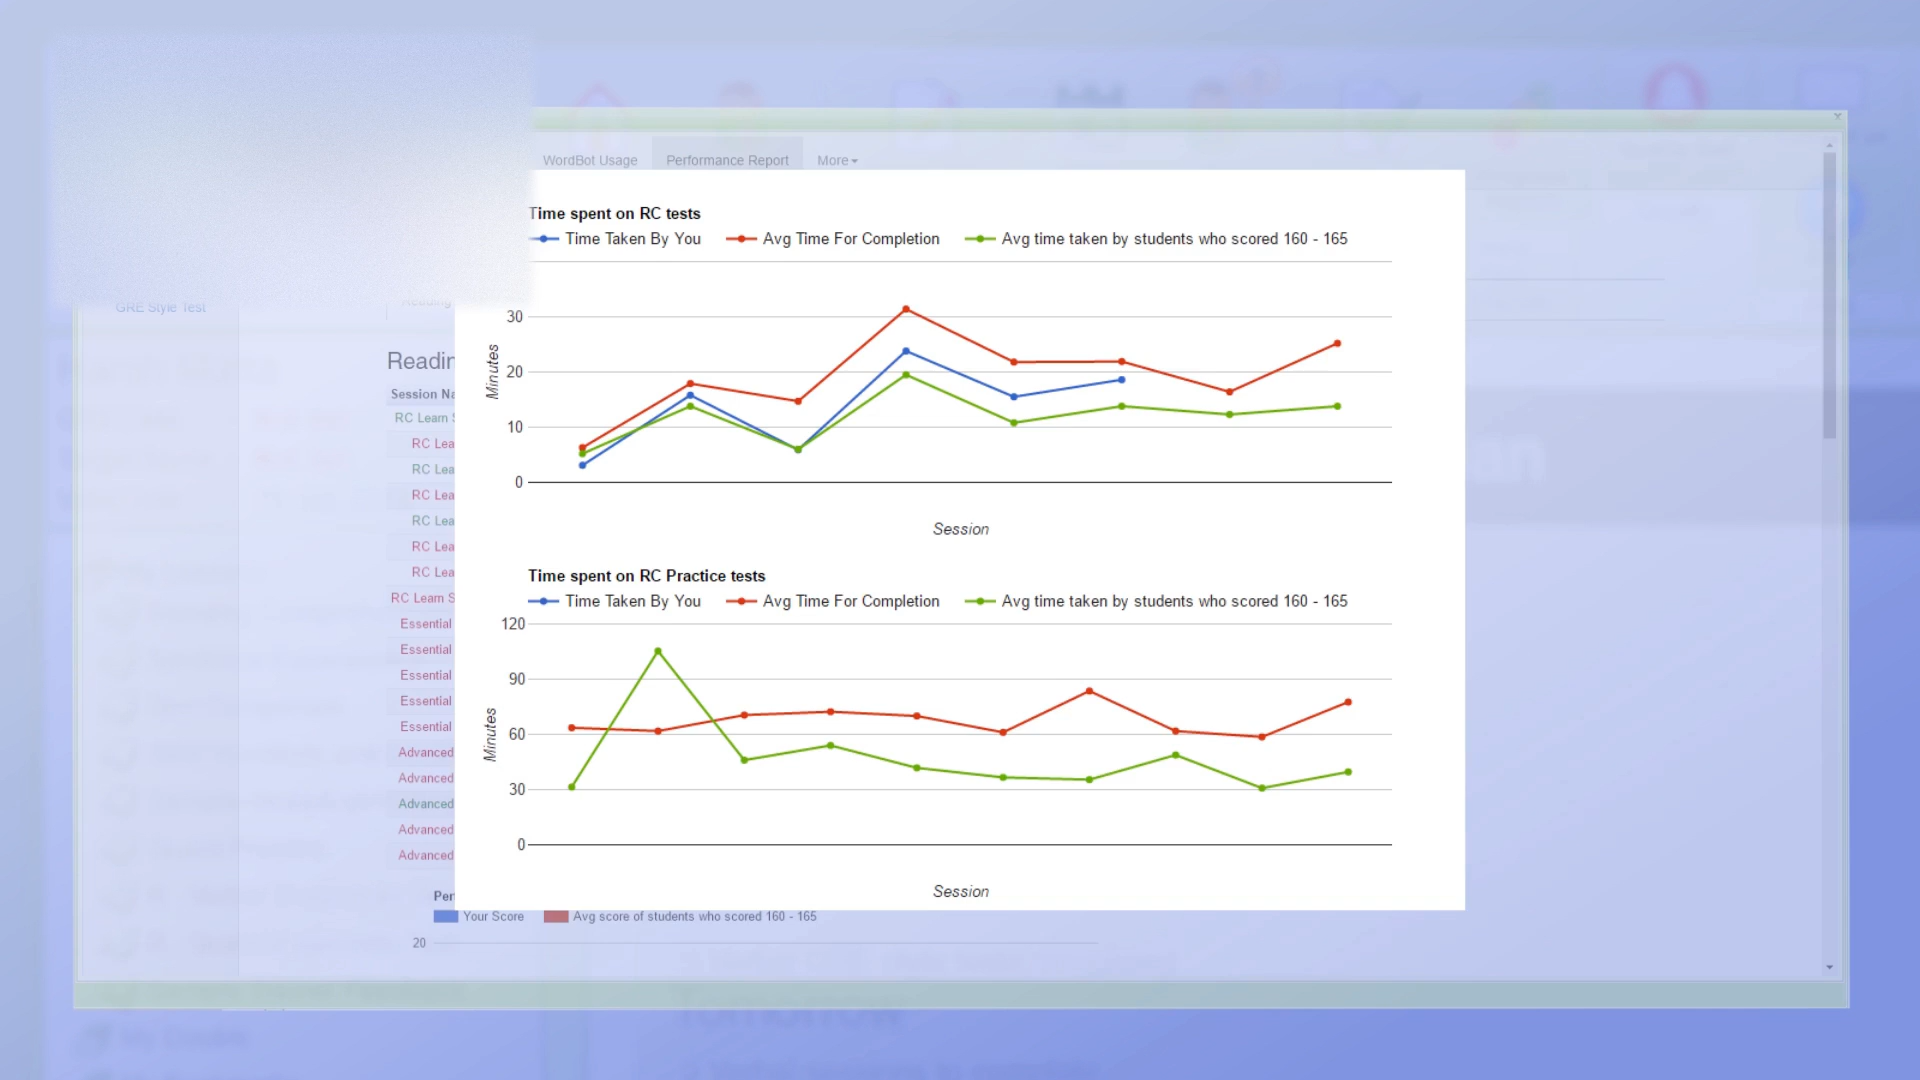 WordBot Usage Performance Report More
Time spent on RC tests
Time Taken By You Avg Time For Completion Avg time taken by students who scored 160 - 165
30
20
10
0
Minutes
Session
Time spent on RC Practice tests
Time Taken By You Avg Time For Completion Avg time taken by students who scored 160 - 165
120
90
60
30
0
Minutes
Session
GRE Style Test
Reading
Readin
Session Na
RC Learn S
RC Lea
RC Lea
RC Lea
RC Lea
RC Lea
RC Lea
RC Learn S
Essential
Essential
Essential
Essential
Essential
Advanced
Advanced
Advanced
Advanced
Advanced
Per
Your Score Avg score of students who scored 160 - 165
20
Tomorrow